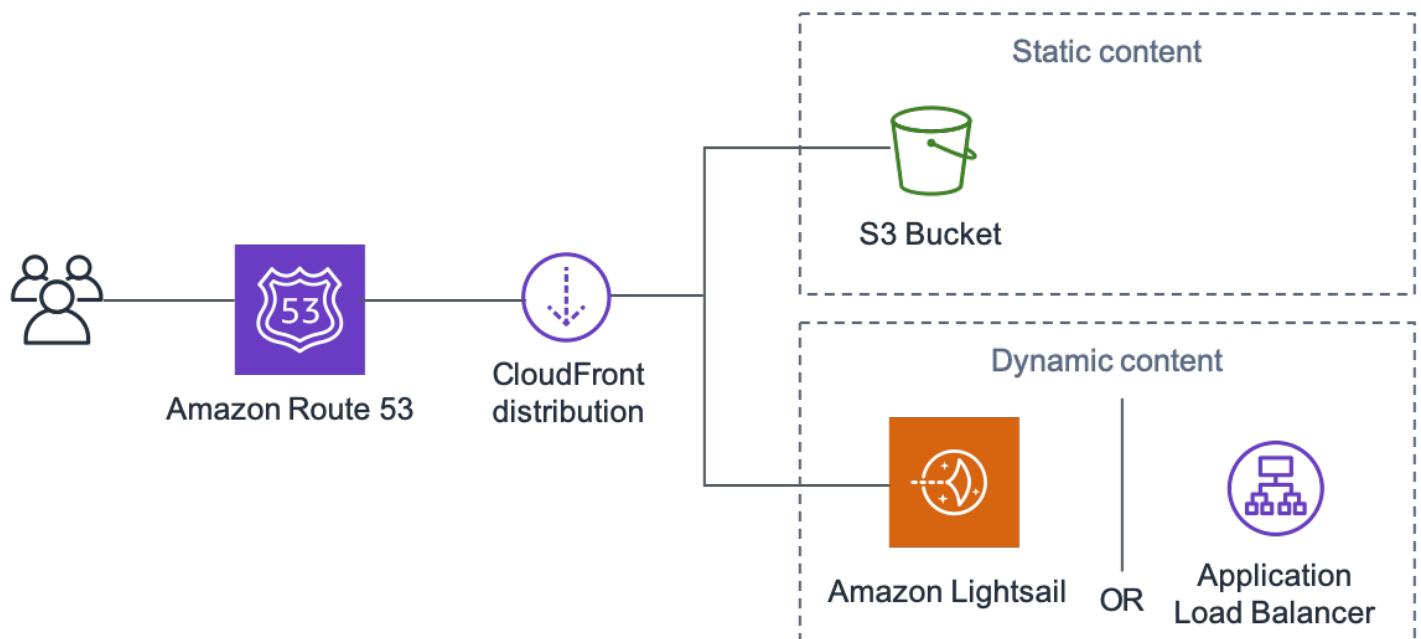 Static content
S3 Bucket
53
Amazon Route 53
CloudFront
distribution
Dynamic content
Amazon Lightsail
OR
Application
Load Balancer